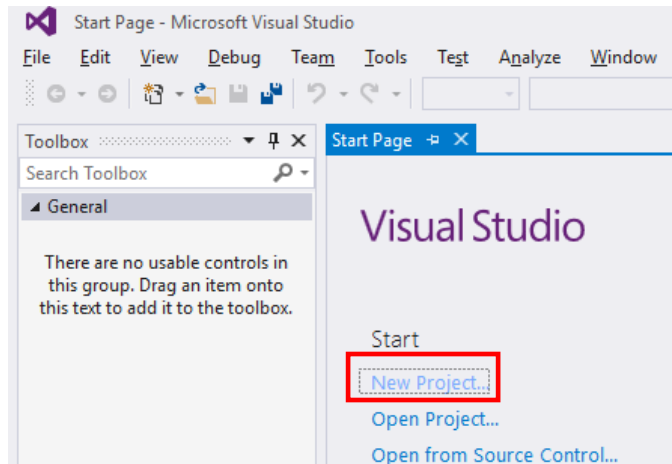 Start Page - Microsoft Visual Studio
File Edit View Debug Team Tools Test Analyze Window
Toolbox
Start Page
Search Toolbox
General
There are no usable controls in
this group. Drag an item onto
this text to add it to the toolbox.
Visual Studio
Start
New Project...
Open Project...
Open from Source Control...